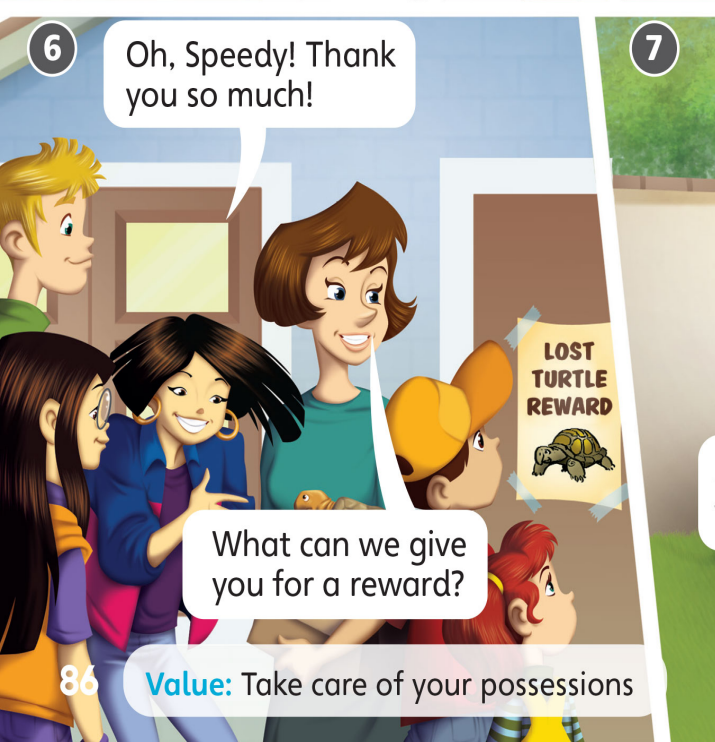 6
Oh, Speedy! Thank
you so much!
7
LOST
TURTLE
REWARD
What can we give
you for a reward?
86
Value: Take care of your possessions